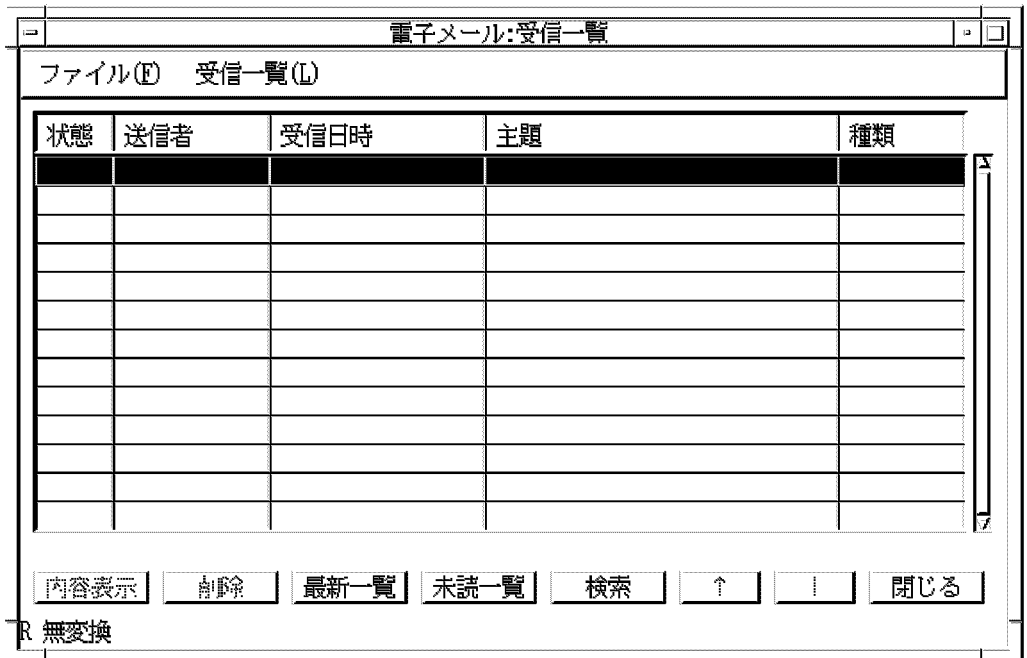 電子メール:受信一覧
ファイル(F) 受信一覧(L)
状態 送信者 受信日時 主題 種類
内容表示 削除 最新一覧 未読一覧 検索 ↑ 閉じる
R 無変換